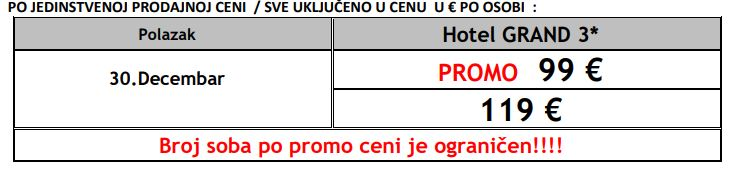 PO JEDINSTVENOJ PRODAJNOJ CENI / SVE UKLJUČENO U CENU U € PO OSOBI :
Polazak
Hotel GRAND 3*
30.Decembar
PROMO 99 €
119 €
Broj soba po promo ceni je ograničen!!!!